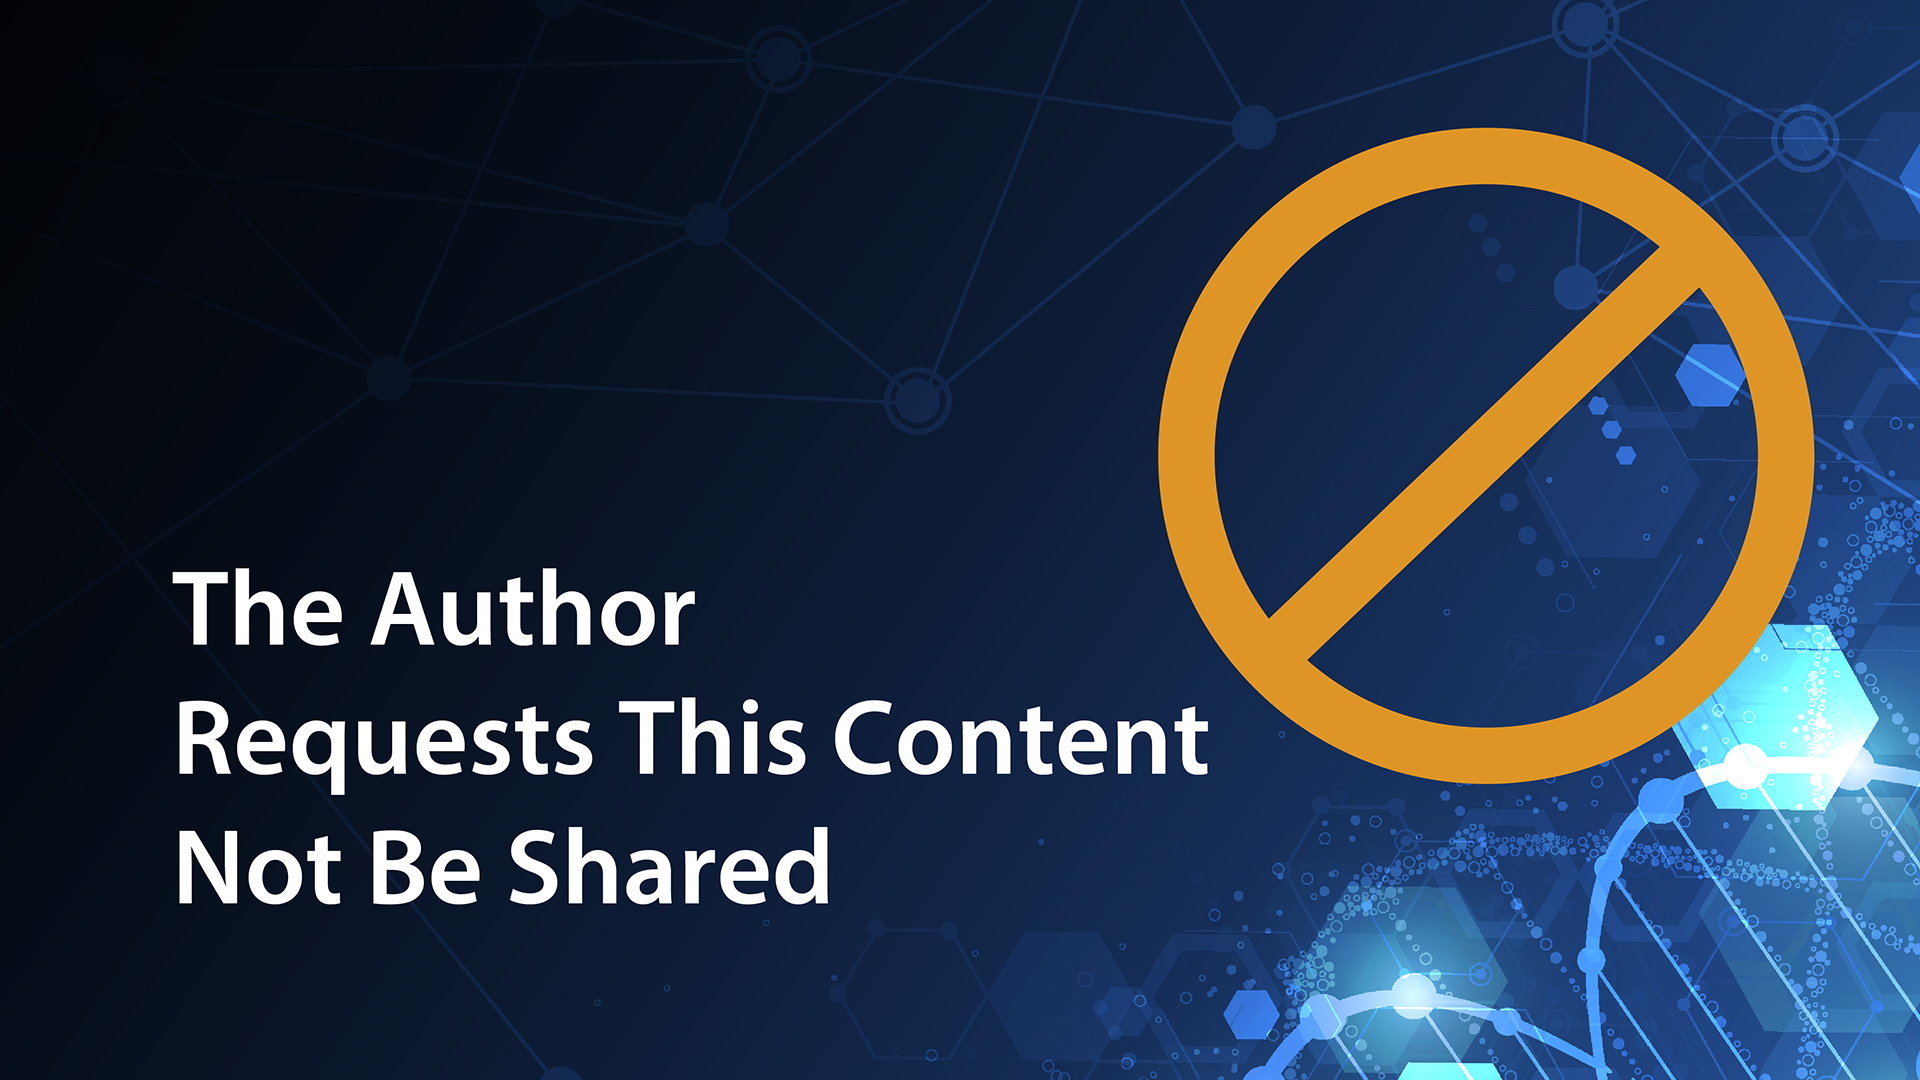 The Author
Requests This Content
Not Be Shared